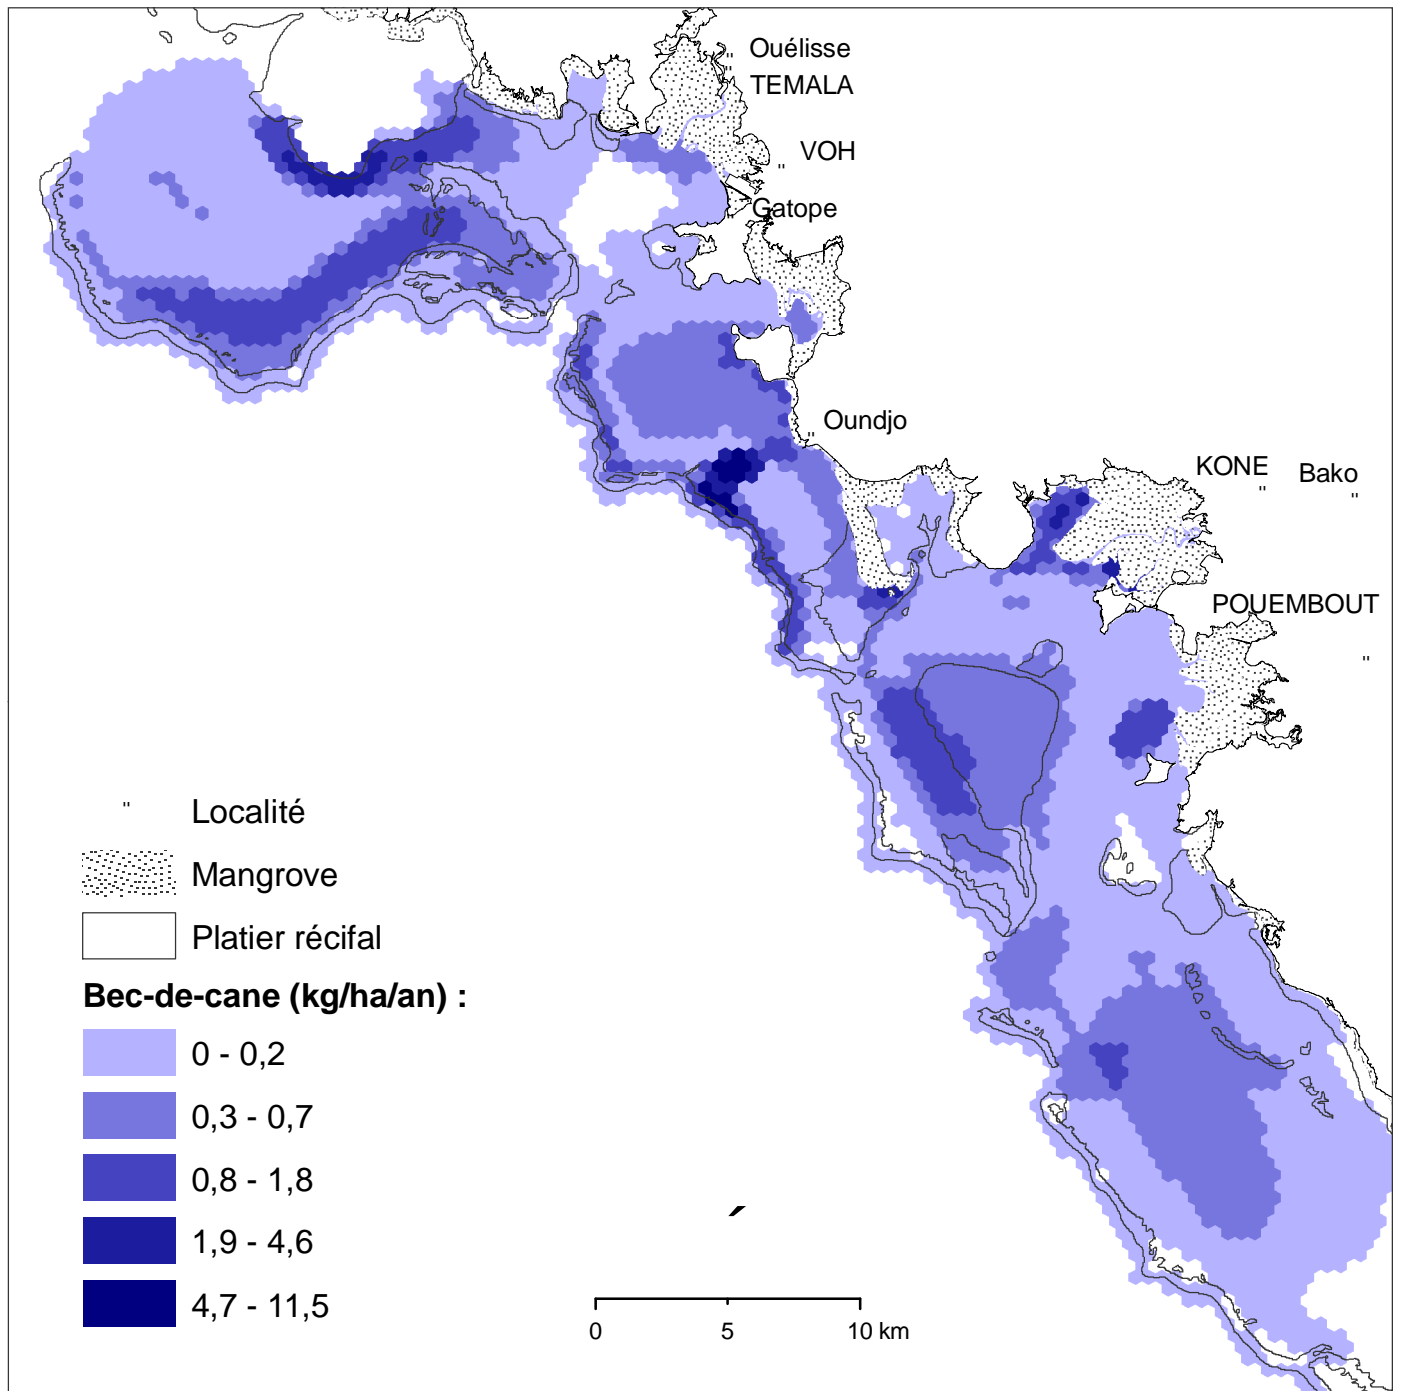 Ouélisse
TEMALA
VOH
Gatope
Oundjo
KONE
Bako
POUEMBOUT
Localité
Mangrove
Platier récifal
Bec-de-cane (kg/ha/an) :
0 - 0,2
0,3 - 0,7
0,8 - 1,8
1,9 - 4,6
4,7 - 11,5
0 5 10 km